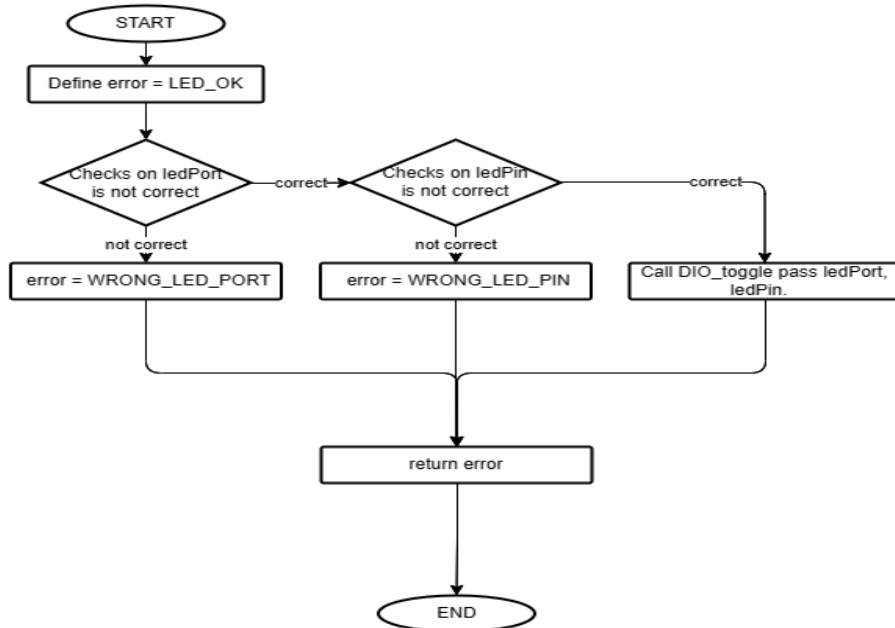 START
Define error = LED_OK
Checks on ledPort
is not correct
correct
Checks on ledPin
is not correct
correct
not correct
not correct
error = WRONG_LED_PORT
error = WRONG_LED_PIN
Call DIO_toggle pass ledPort,
ledPin.
return error
END